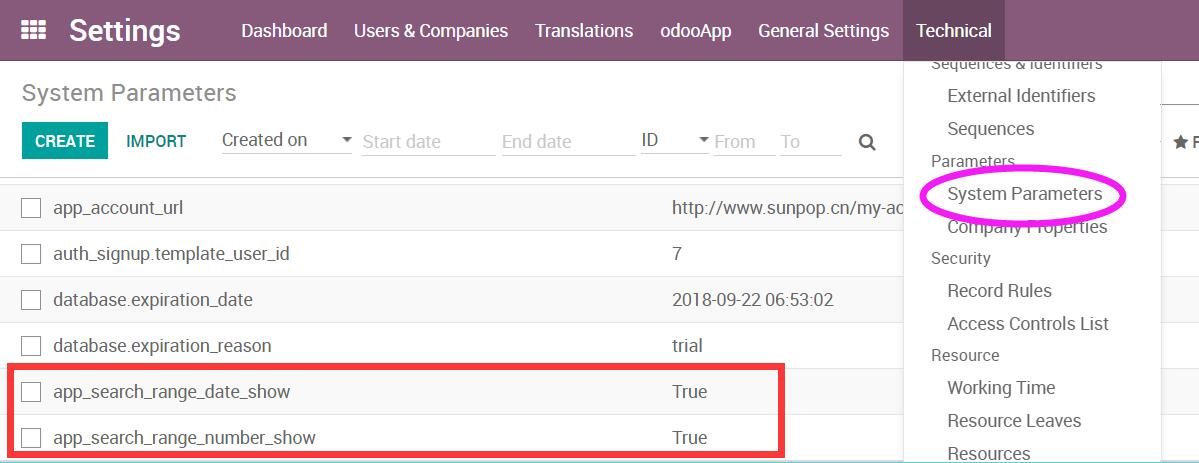 Settings Dashboard Users & Companies Translations odooApp General Settings Technical
System Parameters
CREATE IMPORT Created on Start date End date ID From To F
app_account_url http://www.sunpop.cn/my-ac
auth_signup.template_user_id 7
database.expiration_date 2018-09-22 06:53:02
database.expiration_reason trial
app_search_range_date_show True
app_search_range_number_show True
Sequences & Identifiers
External Identifiers
Sequences
Parameters
System Parameters
Company Properties
Security
Record Rules
Access Controls List
Resource
Working Time
Resource Leaves
Resources